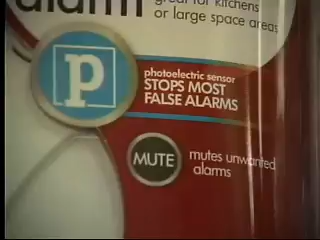 alarm
great for kitchens
or large space areas
p
photoelectric sensor
STOPS MOST
FALSE ALARMS
MUTE
mutes unwanted
alarms